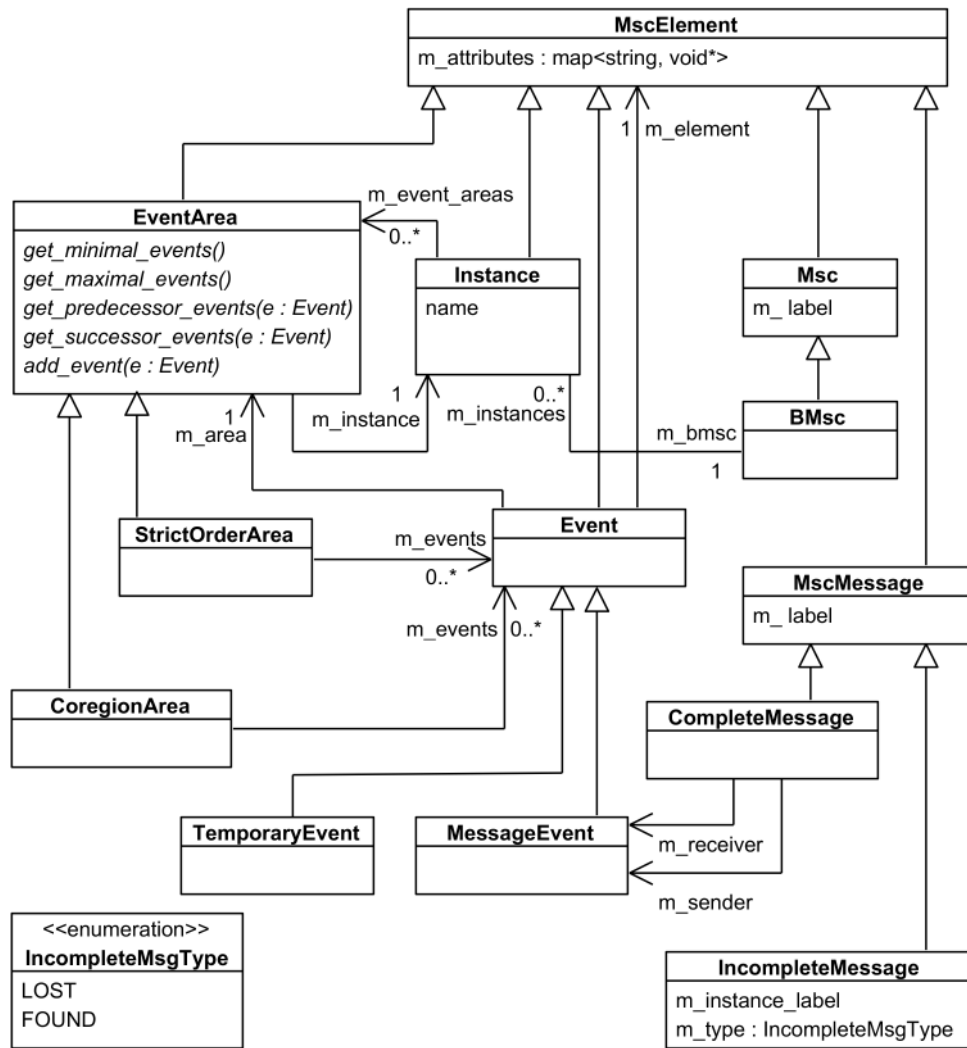 MscElement
m_attributes : map<string, void*>
1 m_element
m_event_areas
0..*
EventArea
get_minimal_events()
get_maximal_events()
get_predecessor_events(e : Event)
get_successor_events(e : Event)
add_event(e : Event)
Instance
name
Msc
m_ label
1
m_area
m_instance
1
0..*
m_instances
m_bmsc
1
BMsc
StrictOrderArea
m_events
0..*
Event
MscMessage
m_ label
m_events 0..*
CoregionArea
CompleteMessage
TemporaryEvent
MessageEvent
m_receiver
m_sender
<<enumeration>>
IncompleteMsgType
LOST
FOUND
IncompleteMessage
m_instance_label
m_type : IncompleteMsgType